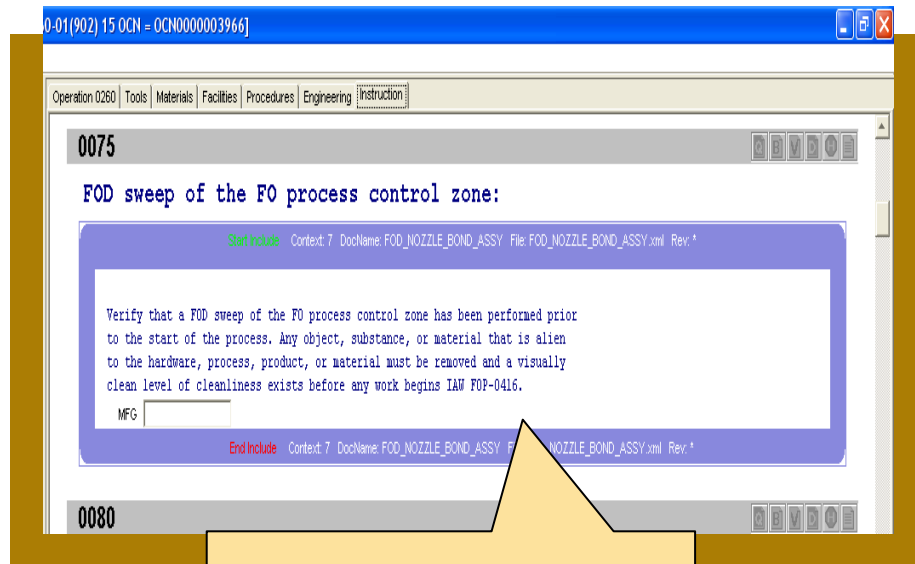 0-01(902) 15 OCN = OCN0000003966]
Operation 0260 Tools Materials Facilities Procedures Engineering Instruction
0075
Q B V D
FOD sweep of the FO process control zone:
Start Include Context: 7 DocName: FOD_NOZZLE_BOND_ASSY File: FOD_NOZZLE_BOND_ASSY.xml Rev: *
Verify that a FOD sweep of the FO process control zone has been performed prior
to the start of the process. Any object, substance, or material that is alien
to the hardware, process, product, or material must be removed and a visually
clean level of cleanliness exists before any work begins IAW FOP-0416.
MFG
End Include Context: 7 DocName: FOD_NOZZLE_BOND_ASSY F NOZZLE_BOND_ASSY.xml Rev: *
0080
Q B V D